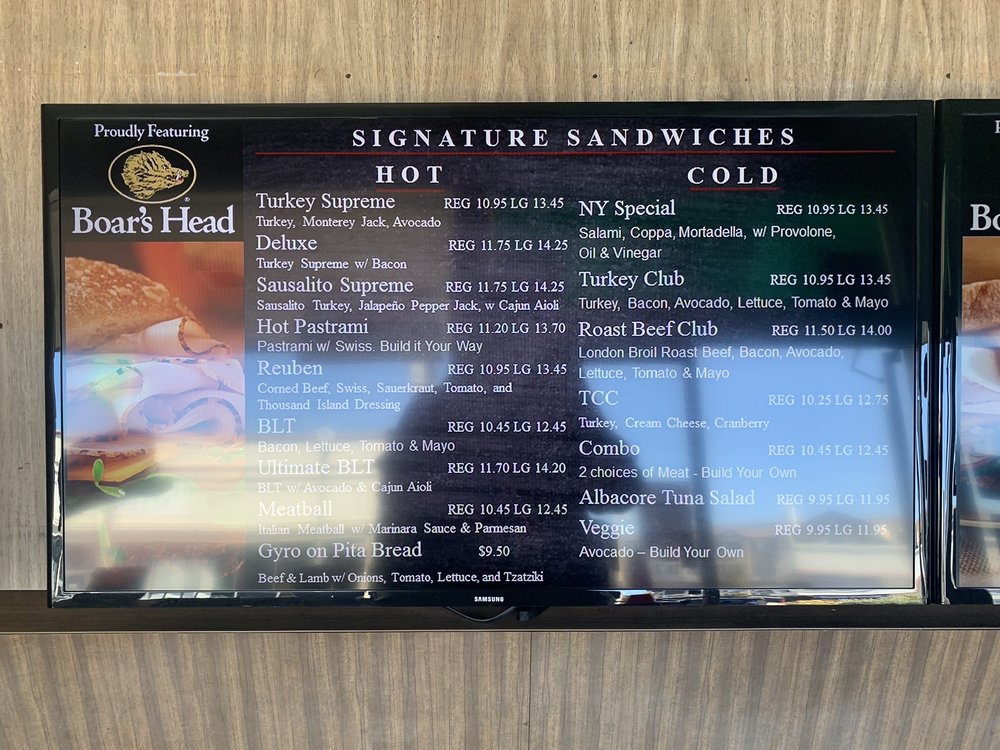 Proudly Featuring
®
Boar's Head
SIGNATURE SANDWICHES
HOT
Turkey Supreme REG 10.95 LG 13.45
Turkey, Monterey Jack, Avocado
Deluxe REG 11.75 LG 14.25
Turkey Supreme w/ Bacon
Sausalito Supreme REG 11.75 LG 14.25
Sausalito Turkey, Jalapeño Pepper Jack, w Cajun Aioli
Hot Pastrami REG 11.20 LG 13.70
Pastrami w/ Swiss. Build it Your Way
Reuben REG 10.95 LG 13.45
Corned Beef, Swiss, Sauerkraut, Tomato, and
Thousand Island Dressing
BLT REG 10.45 LG 12.45
Bacon, Lettuce, Tomato & Mayo
Ultimate BLT REG 11.70 LG 14.20
BLT w/ Avocado & Cajun Aioli
Meatball REG 10.45 LG 12.45
Italian Meatball w/ Marinara Sauce & Parmesan
Gyro on Pita Bread $9.50
Beef & Lamb w/ Onions, Tomato, Lettuce, and Tzatziki
COLD
NY Special REG 10.95 LG 13.45
Salami, Coppa, Mortadella, w/ Provolone,
Oil & Vinegar
Turkey Club REG 10.95 LG 13.45
Turkey, Bacon, Avocado, Lettuce, Tomato & Mayo
Roast Beef Club REG 11.50 LG 14.00
London Broil Roast Beef, Bacon, Avocado,
Lettuce, Tomato & Mayo
TCC REG 10.25 LG 12.75
Turkey, Cream Cheese, Cranberry
Combo REG 10.45 LG 12.45
2 choices of Meat - Build Your Own
Albacore Tuna Salad REG 9.95 LG 11.95
Veggie REG 9.95 LG 11.95
Avocado – Build Your Own
SAMSUNG